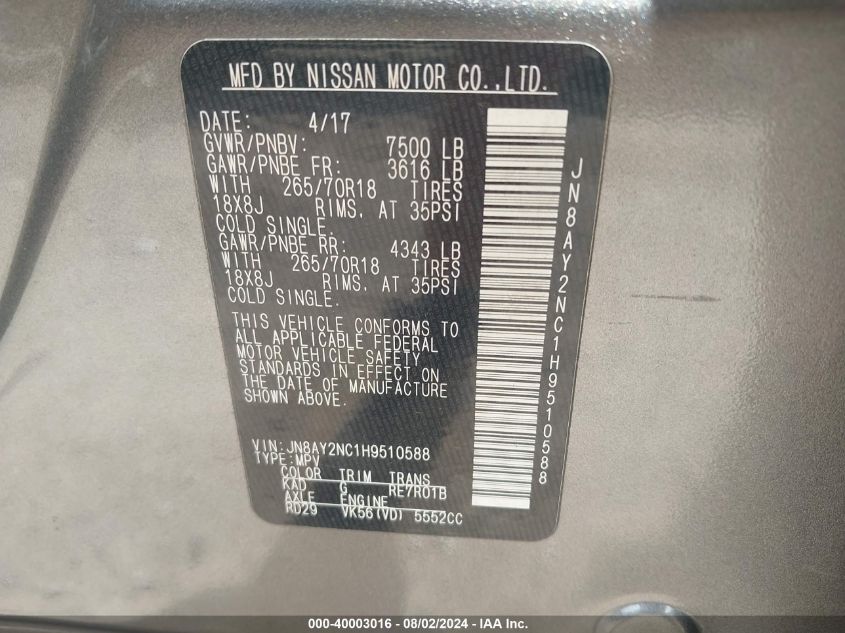 MFD BY NISSAN MOTOR CO.,LTD.
DATE: 4/17
GVWR/PNBV: 7500 LB
GAWR/PNBE FR: 3616 LB
WITH 265/70R18 TIRES
18X8J RIMS, AT 35PSI
COLD SINGLE.
GAWR/PNBE RR: 4343 LB
WITH 265/70R18 TIRES
18X8J RIMS, AT 35PSI
COLD SINGLE.
THIS VEHICLE CONFORMS TO
ALL APPLICABLE FEDERAL
MOTOR VEHICLE SAFETY
STANDARDS IN EFFECT ON
THE DATE OF MANUFACTURE
SHOWN ABOVE.
VIN: JN8AY2NC1H9510588
TYPE: MPV
COLOR TRIM TRANS
KAD G RE7R01B
AXLE ENGINE
RD29 VK56(VD) 5552CC
JN8AY2NC1H9510588
000-40003016 - 08/02/2024 - IAA Inc.